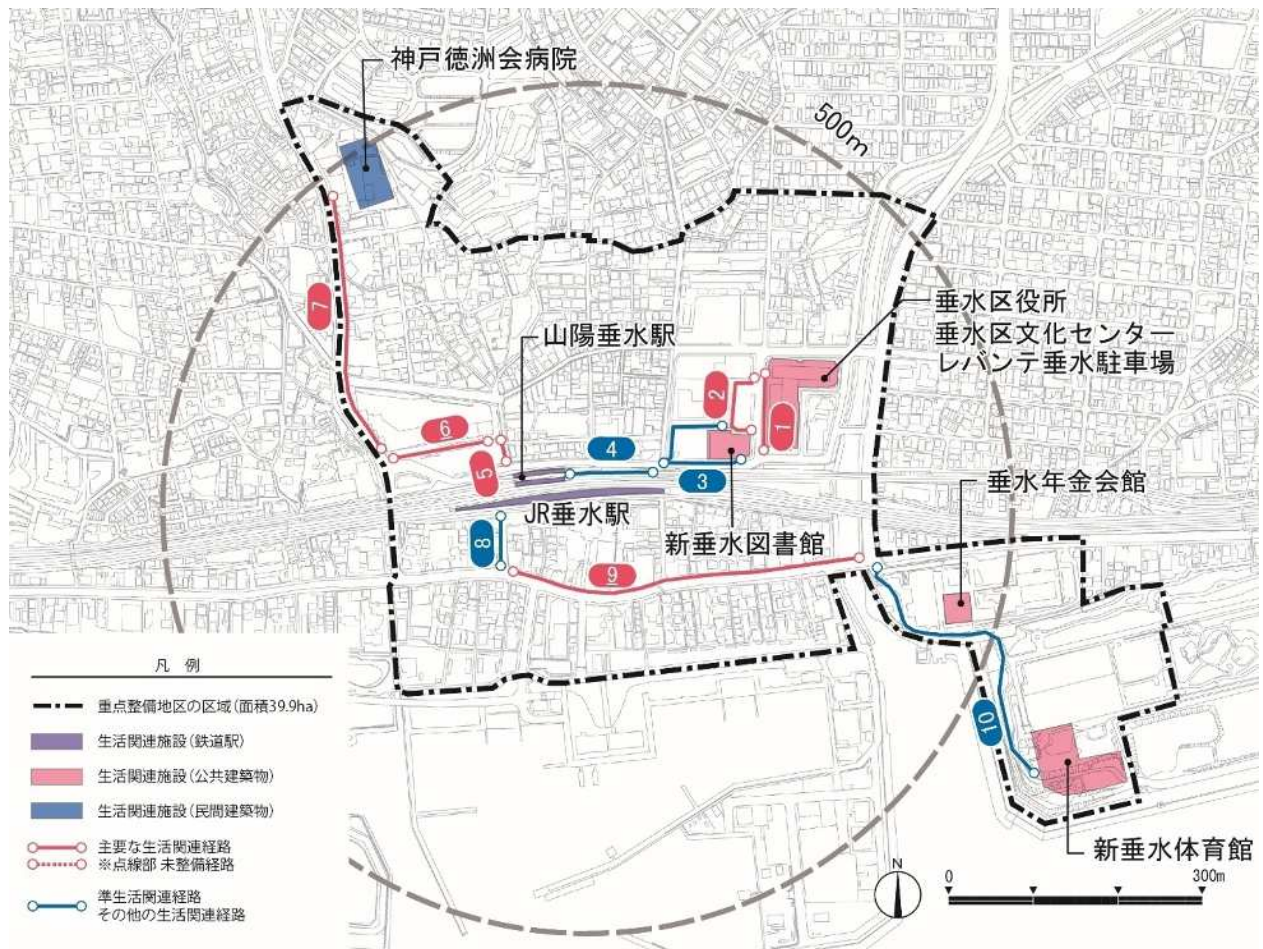 神戸徳洲会病院
500m
7
垂水区役所
垂水区文化センター
レバンテ垂水駐車場
山陽垂水駅
2
1
6
4
5
3
垂水年金会館
JR垂水駅
新垂水図書館
8
9
凡 例
重点整備地区の区域(面積39.9ha)
生活関連施設(鉄道駅)
生活関連施設(公共建築物)
生活関連施設(民間建築物)
主要な生活関連経路
※点線部 未整備経路
準生活関連経路
その他の生活関連経路
10
新垂水体育館
N
0
300m